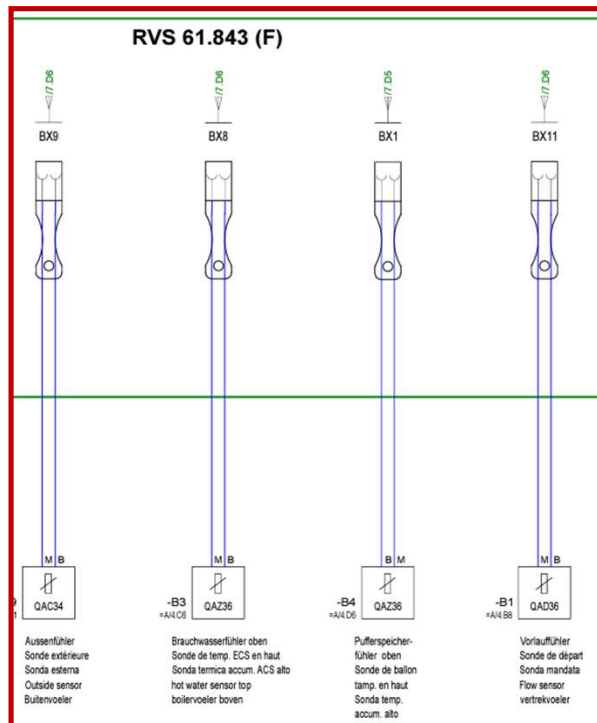 RVS 61.843 (F)
/7.D6
/7.D6
/7.D5
/7.D6
BX9
BX8
BX1
BX11
M B
M B
B M
M B
9
1
QAC34
-B3
=A/4.C6
QAZ36
-B4
=A/4.D6
QAZ36
-B1
=A/4.B8
QAD36
Aussenfühler
Sonde extérieure
Sonda esterna
Outside sensor
Buitenvoeler
Brauchwasserfühler oben
Sonde de temp. ECS en haut
Sonda termica accum. ACS alto
hot water sensor top
boilervoeler boven
Pufferspeicher-
fühler oben
Sonde de ballon
tamp. en haut
Sonda temp.
accum. alto
Vorlauffühler
Sonde de départ
Sonda mandata
Flow sensor
vertrekvoeler